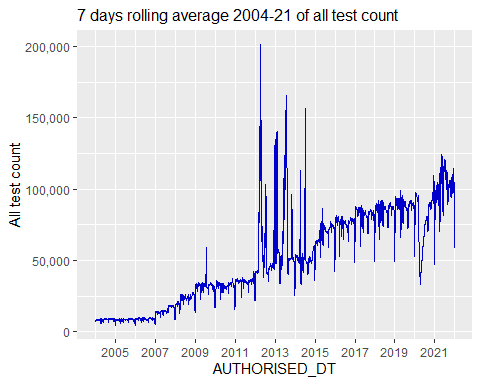 7 days rolling average 2004-21 of all test count
200,000
150,000
100,000
50,000
0
All test count
2005 2007 2009 2011 2013 2015 2017 2019 2021
AUTHORISED_DT